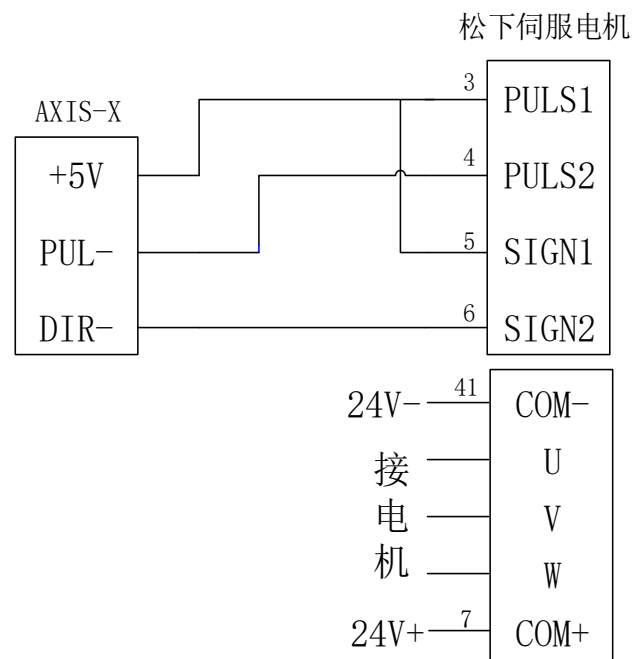 松下伺服电机
AXIS-X
+5V
PUL-
DIR-
3
PULS1
4
PULS2
5
SIGN1
6
SIGN2
24V-
41
COM-
接电机
U
V
W
24V+
7
COM+